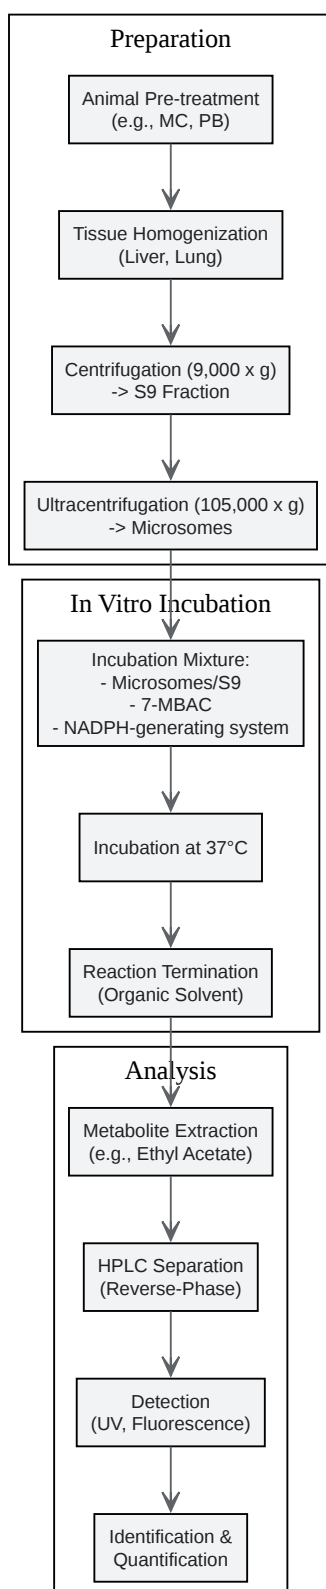 Preparation
Animal Pre-treatment
(e.g., MC, PB)
Tissue Homogenization
(Liver, Lung)
Centrifugation (9,000 x g)
-> S9 Fraction
Ultracentrifugation (105,000 x g)
-> Microsomes
In Vitro Incubation
Incubation Mixture:
- Microsomes/S9
- 7-MBAC
- NADPH-generating system
Incubation at 37°C
Reaction Termination
(Organic Solvent)
Analysis
Metabolite Extraction
(e.g., Ethyl Acetate)
HPLC Separation
(Reverse-Phase)
Detection
(UV, Fluorescence)
Identification &
Quantification